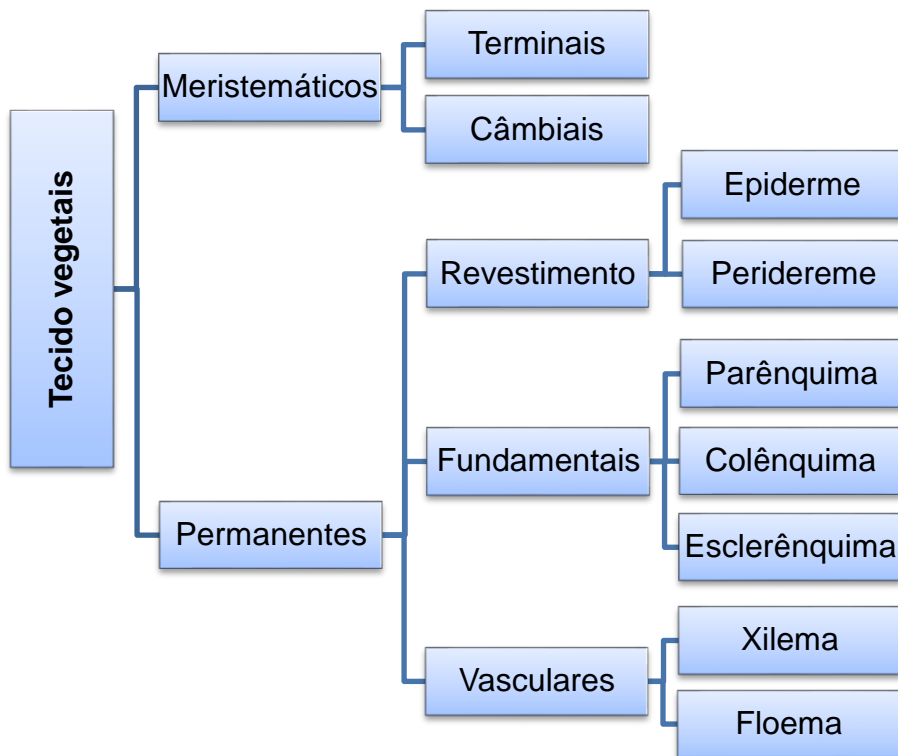 Tecido vegetais
Meristemáticos
Terminais
Câmbiais
Permanentes
Revestimento
Epiderme
Peridereme
Fundamentais
Parênquima
Colênquima
Esclerênquima
Vasculares
Xilema
Floema